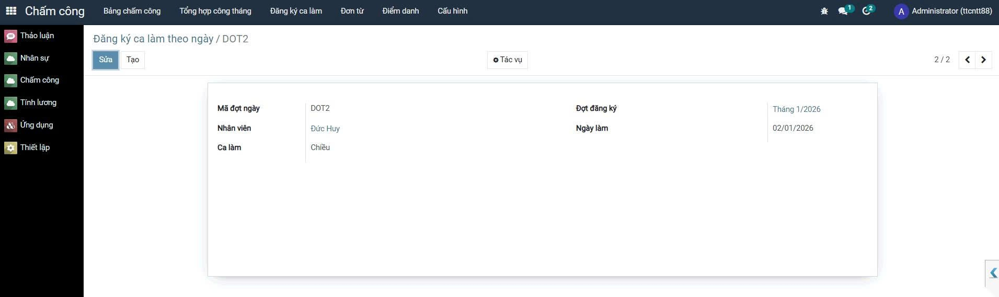 Chấm công Bảng chấm công Tổng hợp công tháng Đăng ký ca làm Đơn từ Điểm danh Cấu hình 1 2 A Administrator (ttcntt88)
Thảo luận
Nhân sự
Chấm công
Tính lương
Ứng dụng
Thiết lập
Đăng ký ca làm theo ngày / DOT2
Sửa Tạo Tác vụ 2 / 2
Mã đợt ngày DOT2 Đợt đăng ký Tháng 1/2026
Nhân viên Đức Huy Ngày làm 02/01/2026
Ca làm Chiều